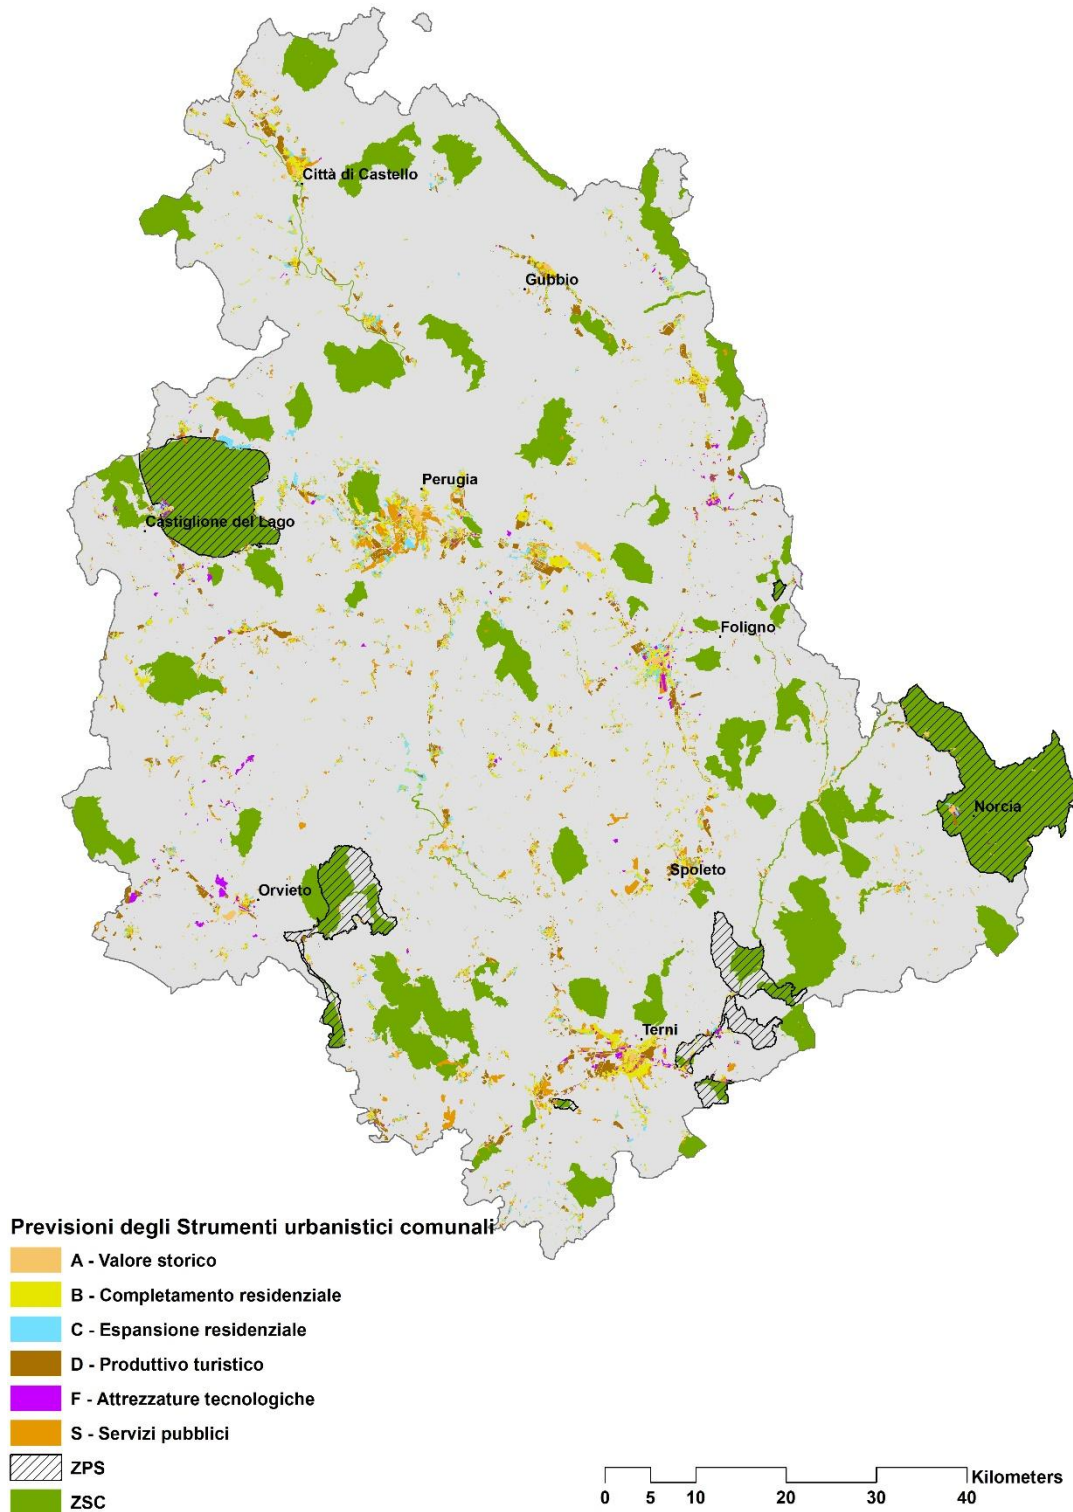 Città di Castello
Gubbio
Perugia
Castiglione del Lago
Foligno
Norcia
Spoleto
Orvieto
Terni
Previsioni degli Strumenti urbanistici comunali
A - Valore storico
B - Completamento residenziale
C - Espansione residenziale
D - Produttivo turistico
F - Attrezzature tecnologiche
S - Servizi pubblici
ZPS
ZSC
Kilometers
0 5 10 20 30 40